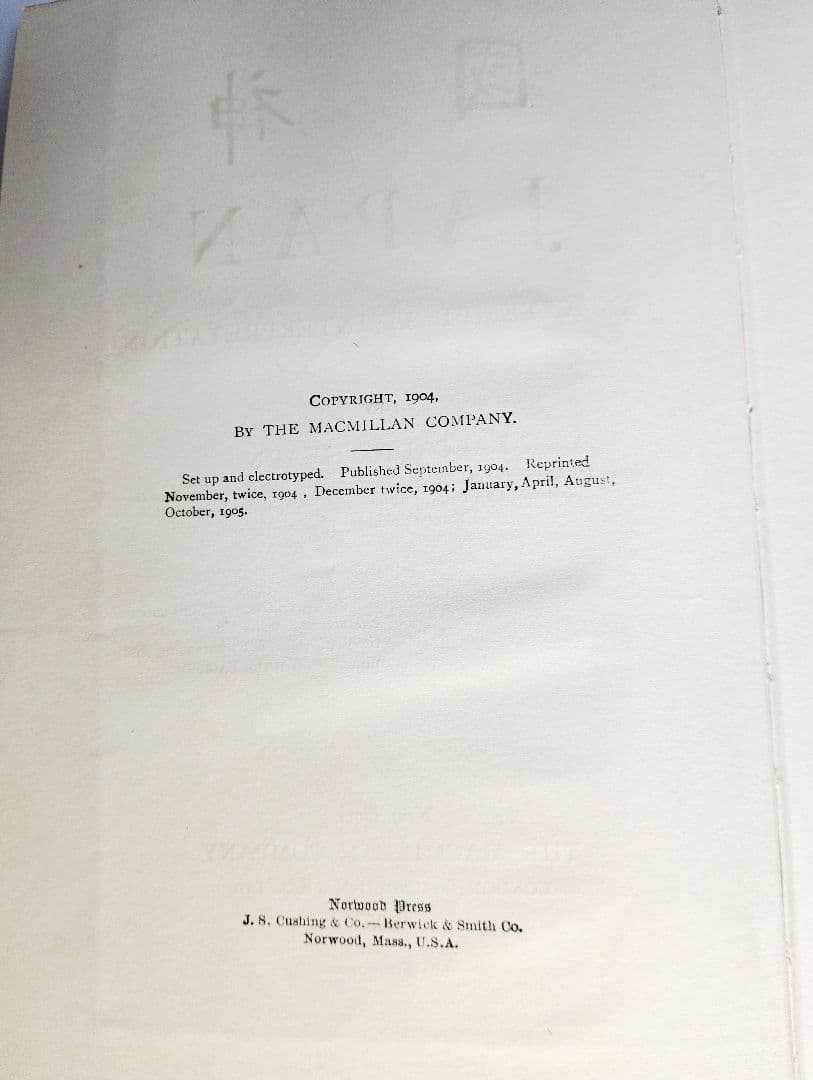 COPYRIGHT, 1904,
BY THE MACMILLAN COMPANY.
Set up and electrotyped. Published September, 1904. Reprinted
November, twice, 1904 , December twice, 1904; January, April, August,
October, 1905.
Norwood Press
J. S. Cushing & Co. — Berwick & Smith Co.
Norwood, Mass., U.S.A.